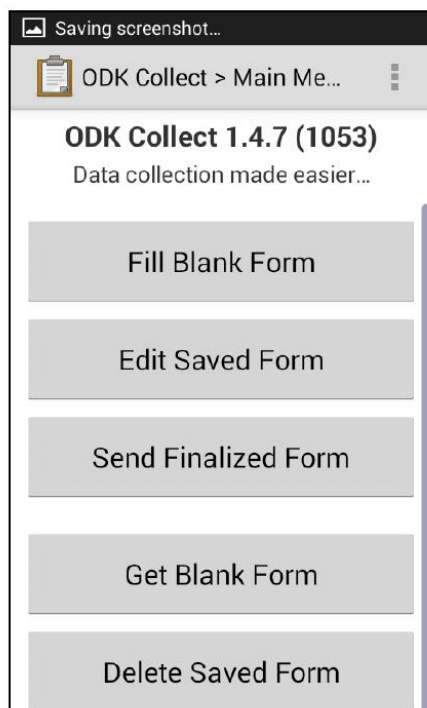 Saving screenshot...
ODK Collect > Main Me...
ODK Collect 1.4.7 (1053)
Data collection made easier...
Fill Blank Form
Edit Saved Form
Send Finalized Form
Get Blank Form
Delete Saved Form